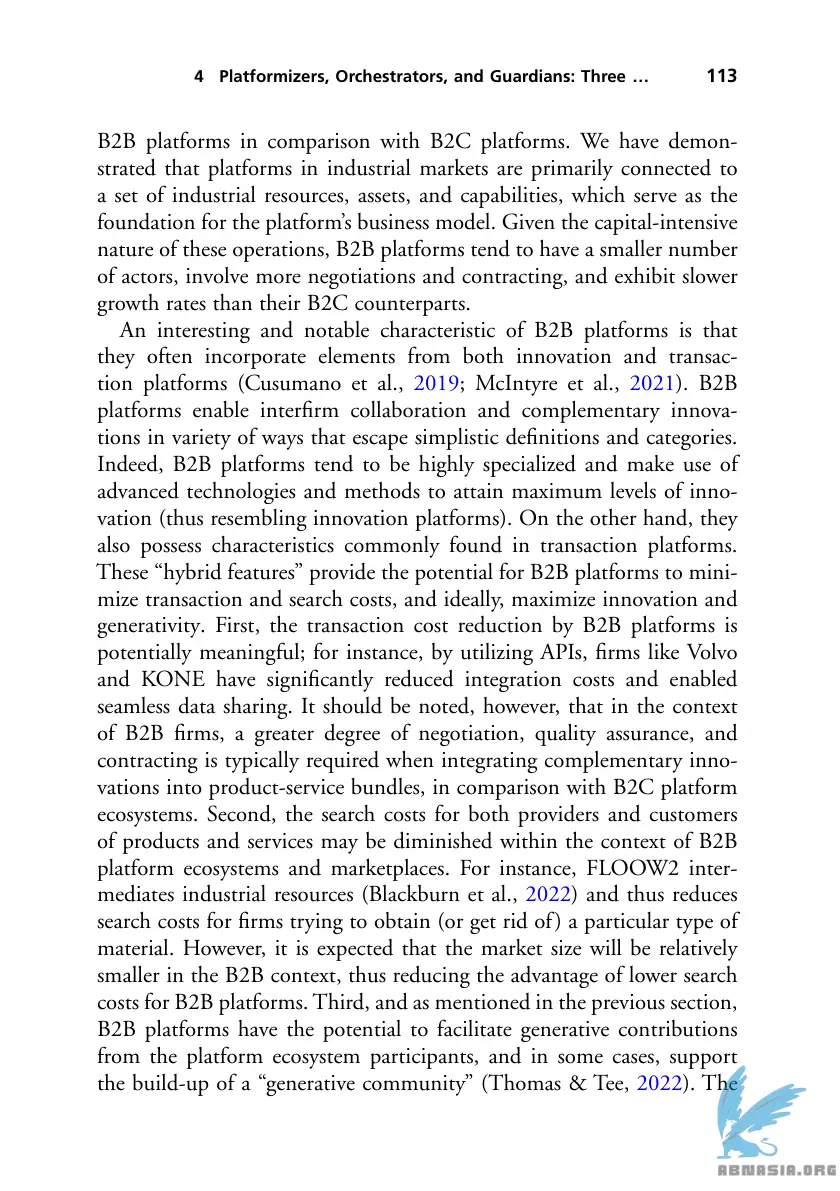 4 Platformizers, Orchestrators, and Guardians: Three … 113
B2B platforms in comparison with B2C platforms. We have demon-
strated that platforms in industrial markets are primarily connected to
a set of industrial resources, assets, and capabilities, which serve as the
foundation for the platform’s business model. Given the capital-intensive
nature of these operations, B2B platforms tend to have a smaller number
of actors, involve more negotiations and contracting, and exhibit slower
growth rates than their B2C counterparts.
An interesting and notable characteristic of B2B platforms is that
they often incorporate elements from both innovation and transac-
tion platforms (Cusumano et al., 2019; McIntyre et al., 2021). B2B
platforms enable interfirm collaboration and complementary innova-
tions in variety of ways that escape simplistic definitions and categories.
Indeed, B2B platforms tend to be highly specialized and make use of
advanced technologies and methods to attain maximum levels of inno-
vation (thus resembling innovation platforms). On the other hand, they
also possess characteristics commonly found in transaction platforms.
These “hybrid features” provide the potential for B2B platforms to mini-
mize transaction and search costs, and ideally, maximize innovation and
generativity. First, the transaction cost reduction by B2B platforms is
potentially meaningful; for instance, by utilizing APIs, firms like Volvo
and KONE have significantly reduced integration costs and enabled
seamless data sharing. It should be noted, however, that in the context
of B2B firms, a greater degree of negotiation, quality assurance, and
contracting is typically required when integrating complementary inno-
vations into product-service bundles, in comparison with B2C platform
ecosystems. Second, the search costs for both providers and customers
of products and services may be diminished within the context of B2B
platform ecosystems and marketplaces. For instance, FLOOW2 inter-
mediates industrial resources (Blackburn et al., 2022) and thus reduces
search costs for firms trying to obtain (or get rid of) a particular type of
material. However, it is expected that the market size will be relatively
smaller in the B2B context, thus reducing the advantage of lower search
costs for B2B platforms. Third, and as mentioned in the previous section,
B2B platforms have the potential to facilitate generative contributions
from the platform ecosystem participants, and in some cases, support
the build-up of a “generative community” (Thomas & Tee, 2022). The
ABNASIA.ORG